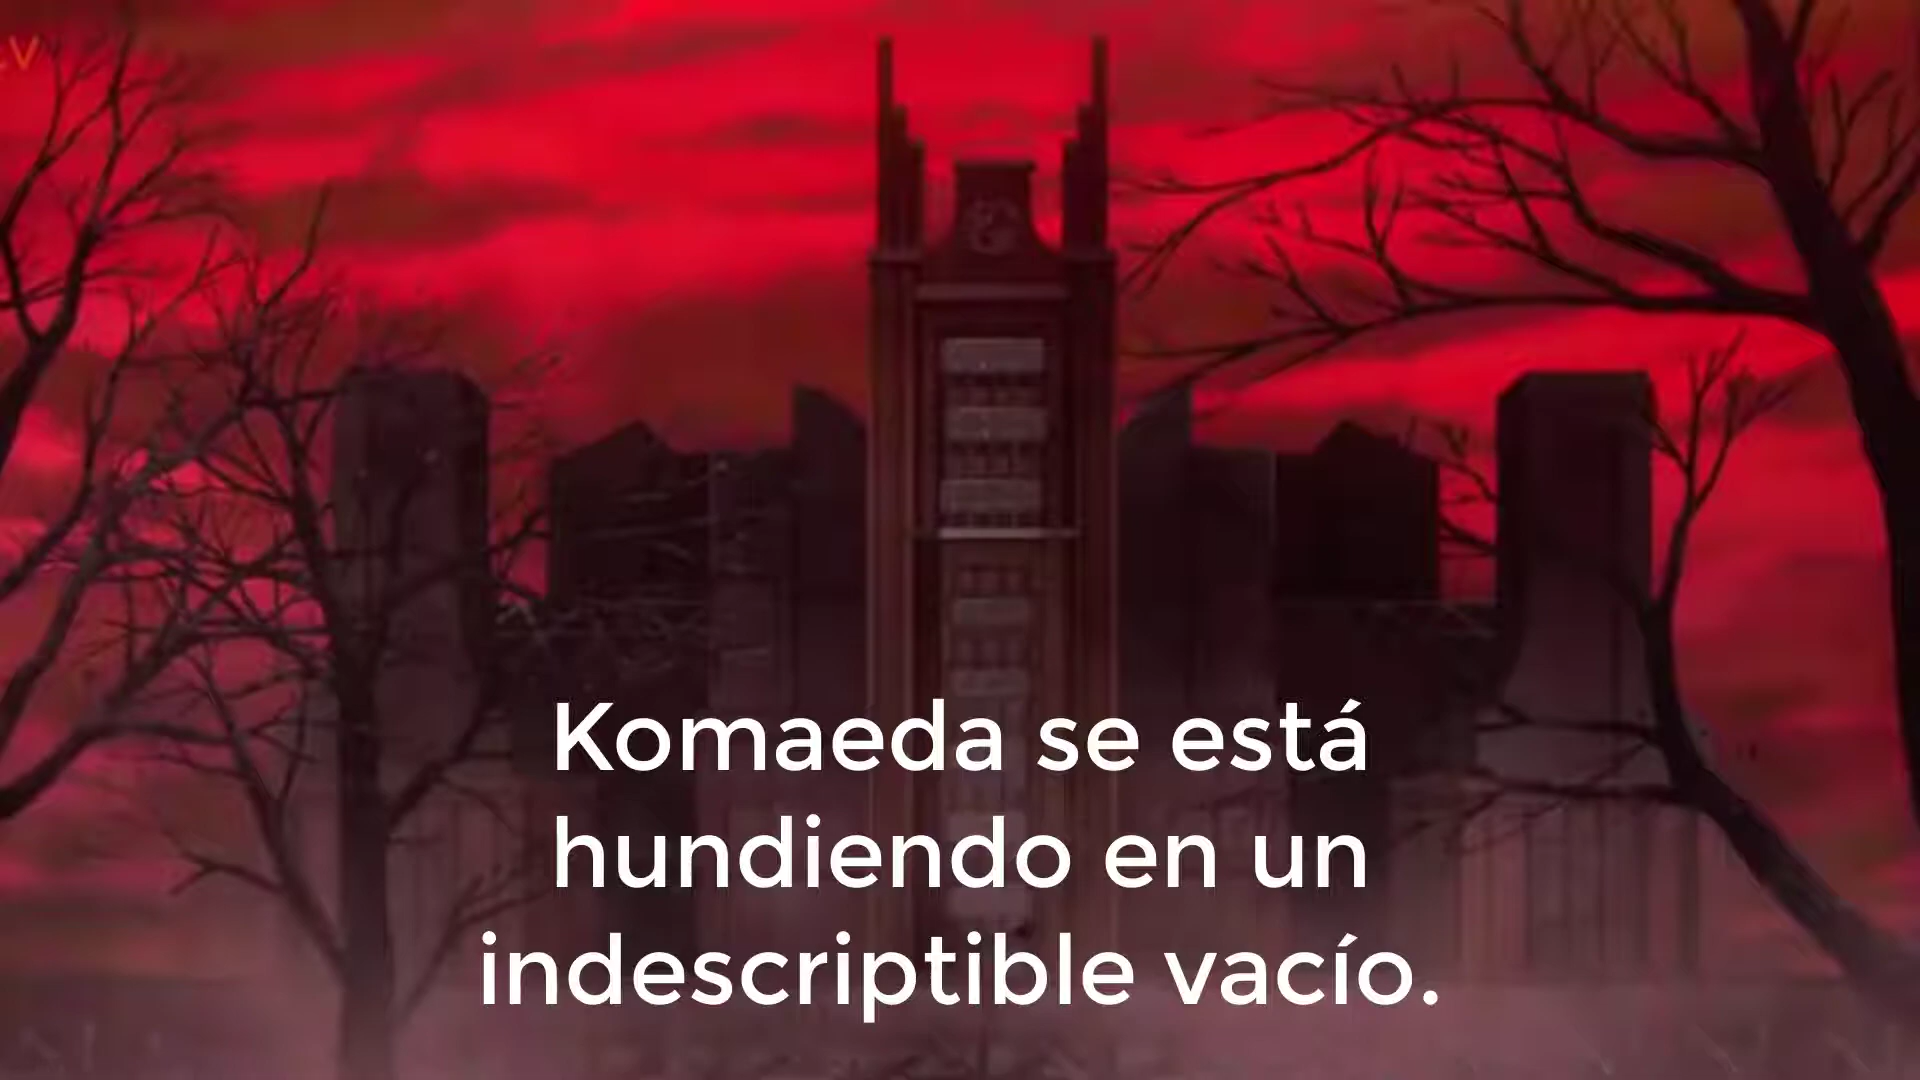 Komaeda se está
hundiendo en un
indescriptible vacío.